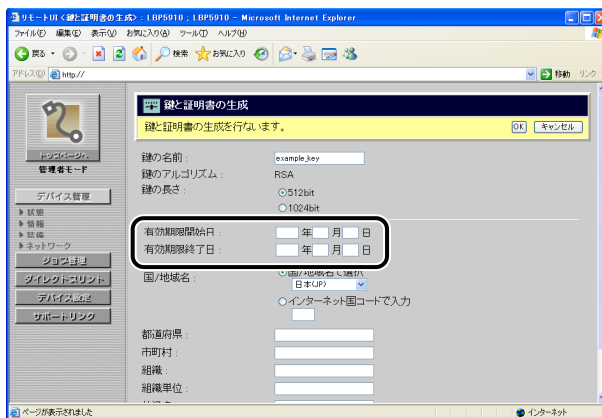 リモートUI <鍵と証明書の生成> : LBP5910 ; LBP5910 - Microsoft Internet Explorer
ファイル(F) 編集(E) 表示(V) お気に入り(A) ツール(T) ヘルプ(H)
戻る 検索 お気に入り
アドレス(D) http:// 移動 リンク
鍵と証明書の生成
鍵と証明書の生成を行ないます。 OK キャンセル
トップページへ
管理者モード
デバイス管理
状態
情報
装備
ネットワーク
ジョブ管理
ダイレクトプリント
デバイス設定
サポートリンク
鍵の名前 : example_key
鍵のアルゴリズム : RSA
鍵の長さ : 512bit
1024bit
有効期限開始日 : 年 月 日
有効期限終了日 : 年 月 日
国/地域名 : 国/地域名で選択
日本(JP)
インターネット国コードで入力
都道府県 :
市町村 :
組織 :
組織単位 :
ページが表示されました インターネット